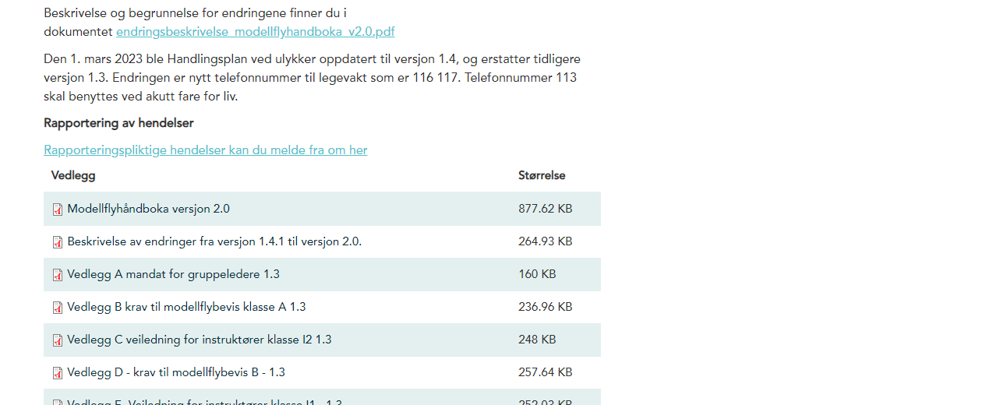 Beskrivelse og begrunnelse for endringene finner du i
dokumentet endringsbeskrivelse_modellflyhandboka_v2.0.pdf
Den 1. mars 2023 ble Handlingsplan ved ulykker oppdatert til versjon 1.4, og erstatter tidligere
versjon 1.3. Endringen er nytt telefonnummer til legevakt som er 116 117. Telefonnummer 113
skal benyttes ved akutt fare for liv.
Rapportering av hendelser
Rapporteringspliktige hendelser kan du melde fra om her
Vedlegg Størrelse
Modellflyhåndboka versjon 2.0 877.62 KB
Beskrivelse av endringer fra versjon 1.4.1 til versjon 2.0. 264.93 KB
Vedlegg A mandat for gruppeledere 1.3 160 KB
Vedlegg B krav til modellflybevis klasse A 1.3 236.96 KB
Vedlegg C veiledning for instruktører klasse I2 1.3 248 KB
Vedlegg D - krav til modellflybevis B - 1.3 257.64 KB
Vedlegg E- Veiledning for instruktører klasse I1 - 1.3 252.03 KB